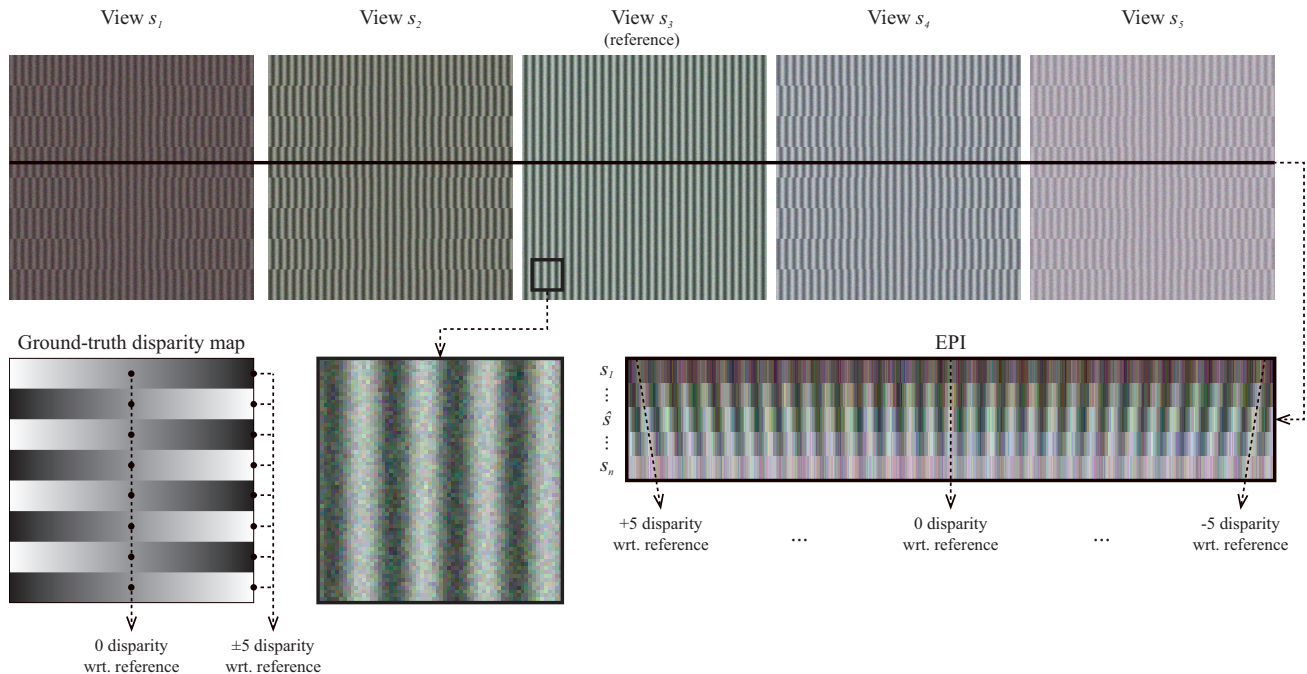 View s1
View s2
View s3
(reference)
View s4
View s5
Ground-truth disparity map
EPI
s1
⋮
ŝ
⋮
sn
+5 disparity
wrt. reference
...
0 disparity
wrt. reference
...
-5 disparity
wrt. reference
0 disparity
wrt. reference
±5 disparity
wrt. reference